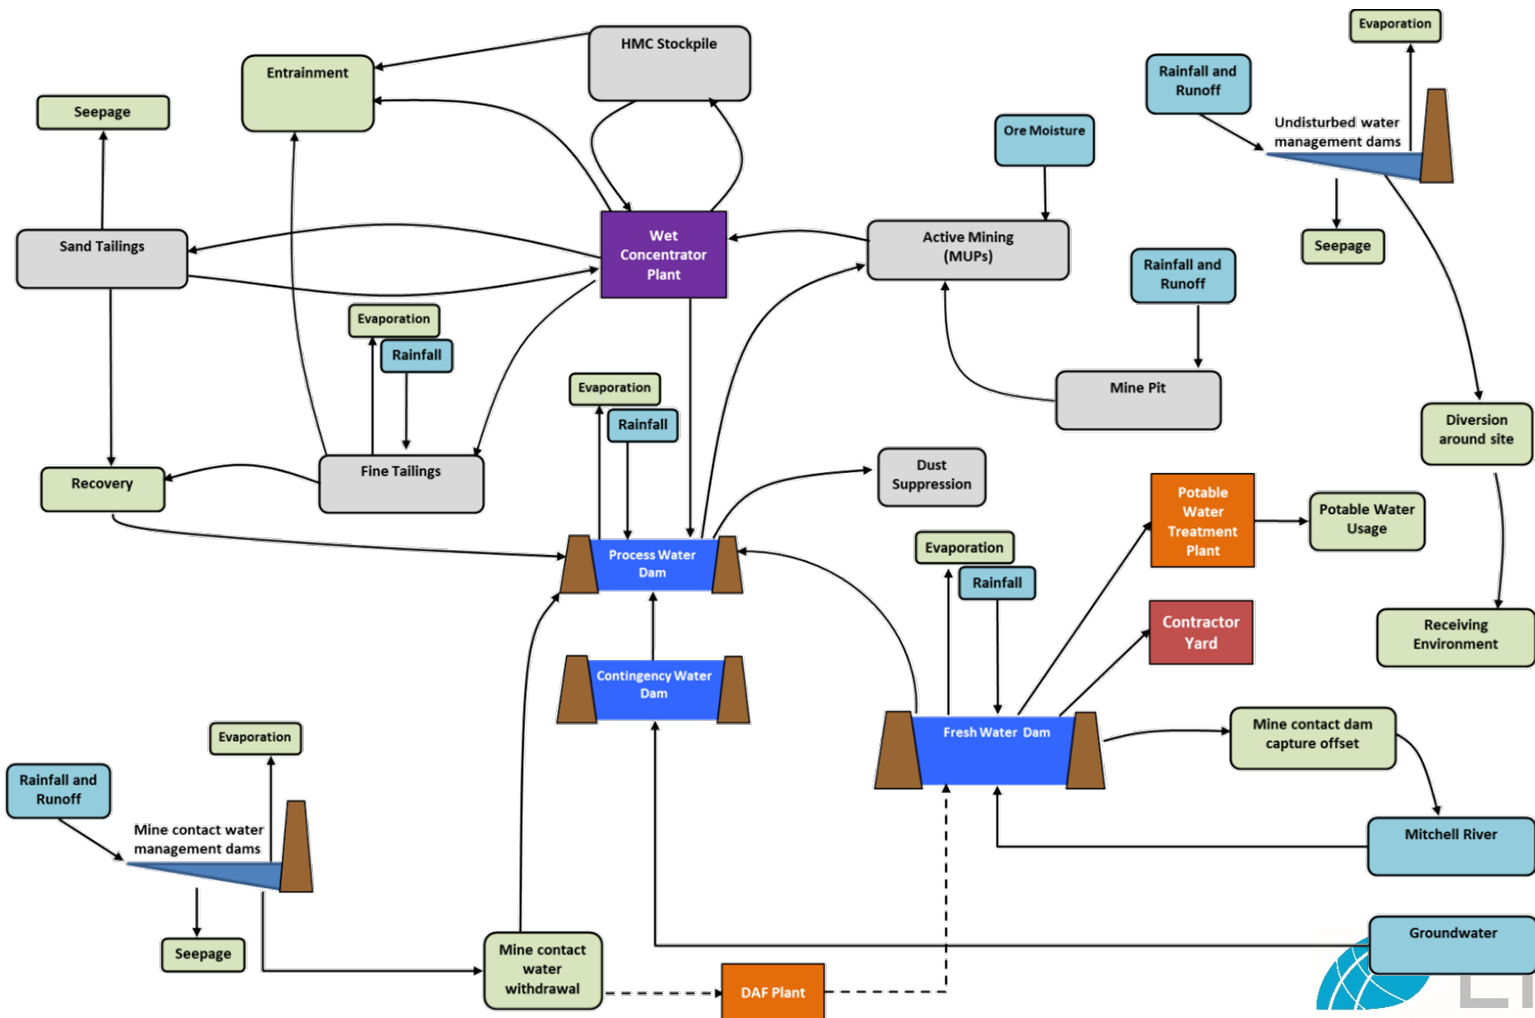 Evaporation
HMC Stockpile
Rainfall and
Runoff
Entrainment
Seepage
Undisturbed water
management dams
Ore Moisture
Wet
Concentrator
Plant
Active Mining
(MUPs)
Sand Tailings
Seepage
Rainfall and
Runoff
Evaporation
Rainfall
Evaporation
Mine Pit
Rainfall
Diversion
around site
Fine Tailings
Dust
Suppression
Recovery
Potable
Water
Treatment
Plant
Potable Water
Usage
Process Water
Dam
Evaporation
Rainfall
Contractor
Yard
Receiving
Environment
Contingency Water
Dam
Fresh Water Dam
Mine contact dam
capture offset
Evaporation
Rainfall and
Runoff
Mine contact water
management dams
Mitchell River
Seepage
Mine contact
water
withdrawal
Groundwater
DAF Plant